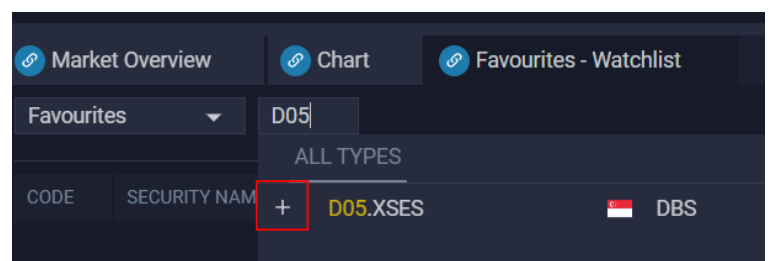 Market Overview Chart Favourites - Watchlist
Favourites D05
ALL TYPES
CODE SECURITY NAM
+ D05.XSES DBS